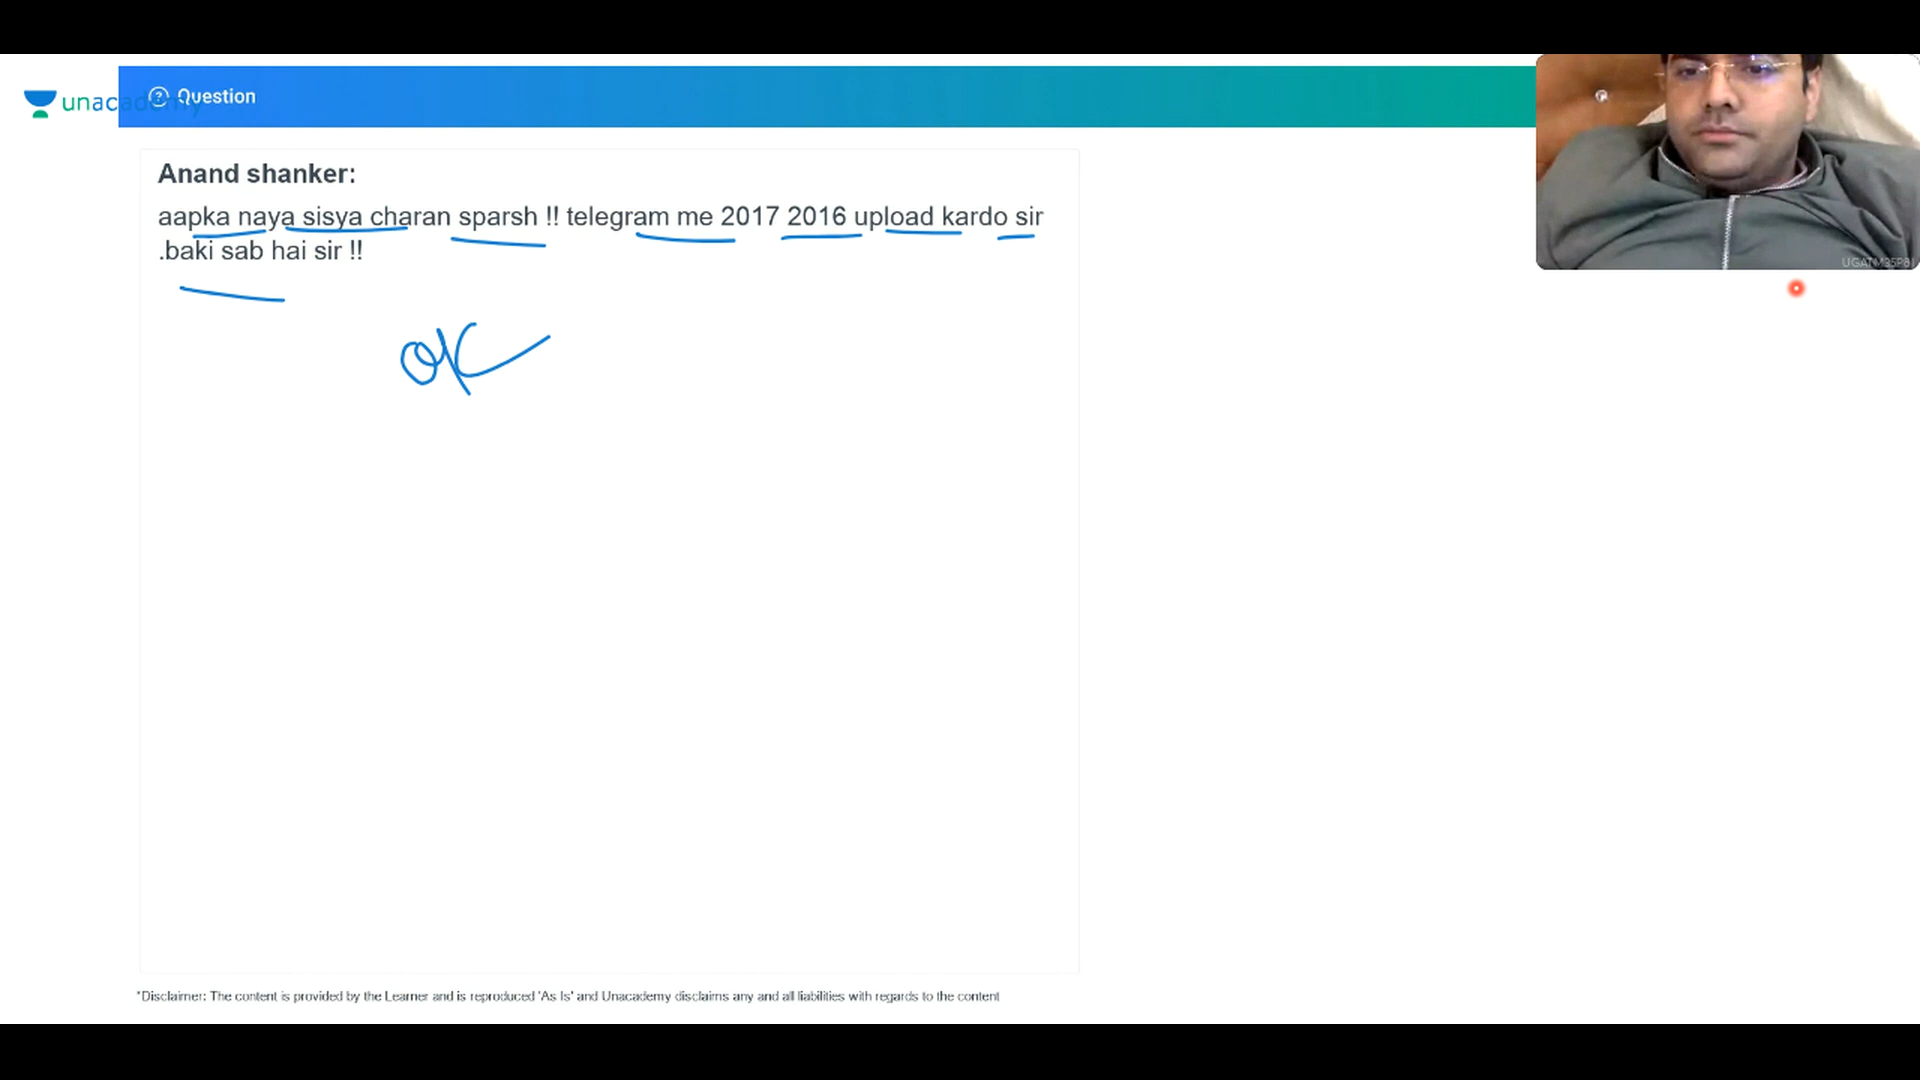 unacademy
Question
Anand shanker:
aapka naya sisya charan sparsh !! telegram me 2017 2016 upload kardo sir
.baki sab hai sir !!
OK
*Disclaimer: The content is provided by the Learner and is reproduced 'As Is' and Unacademy disclaims any and all liabilities with regards to the content